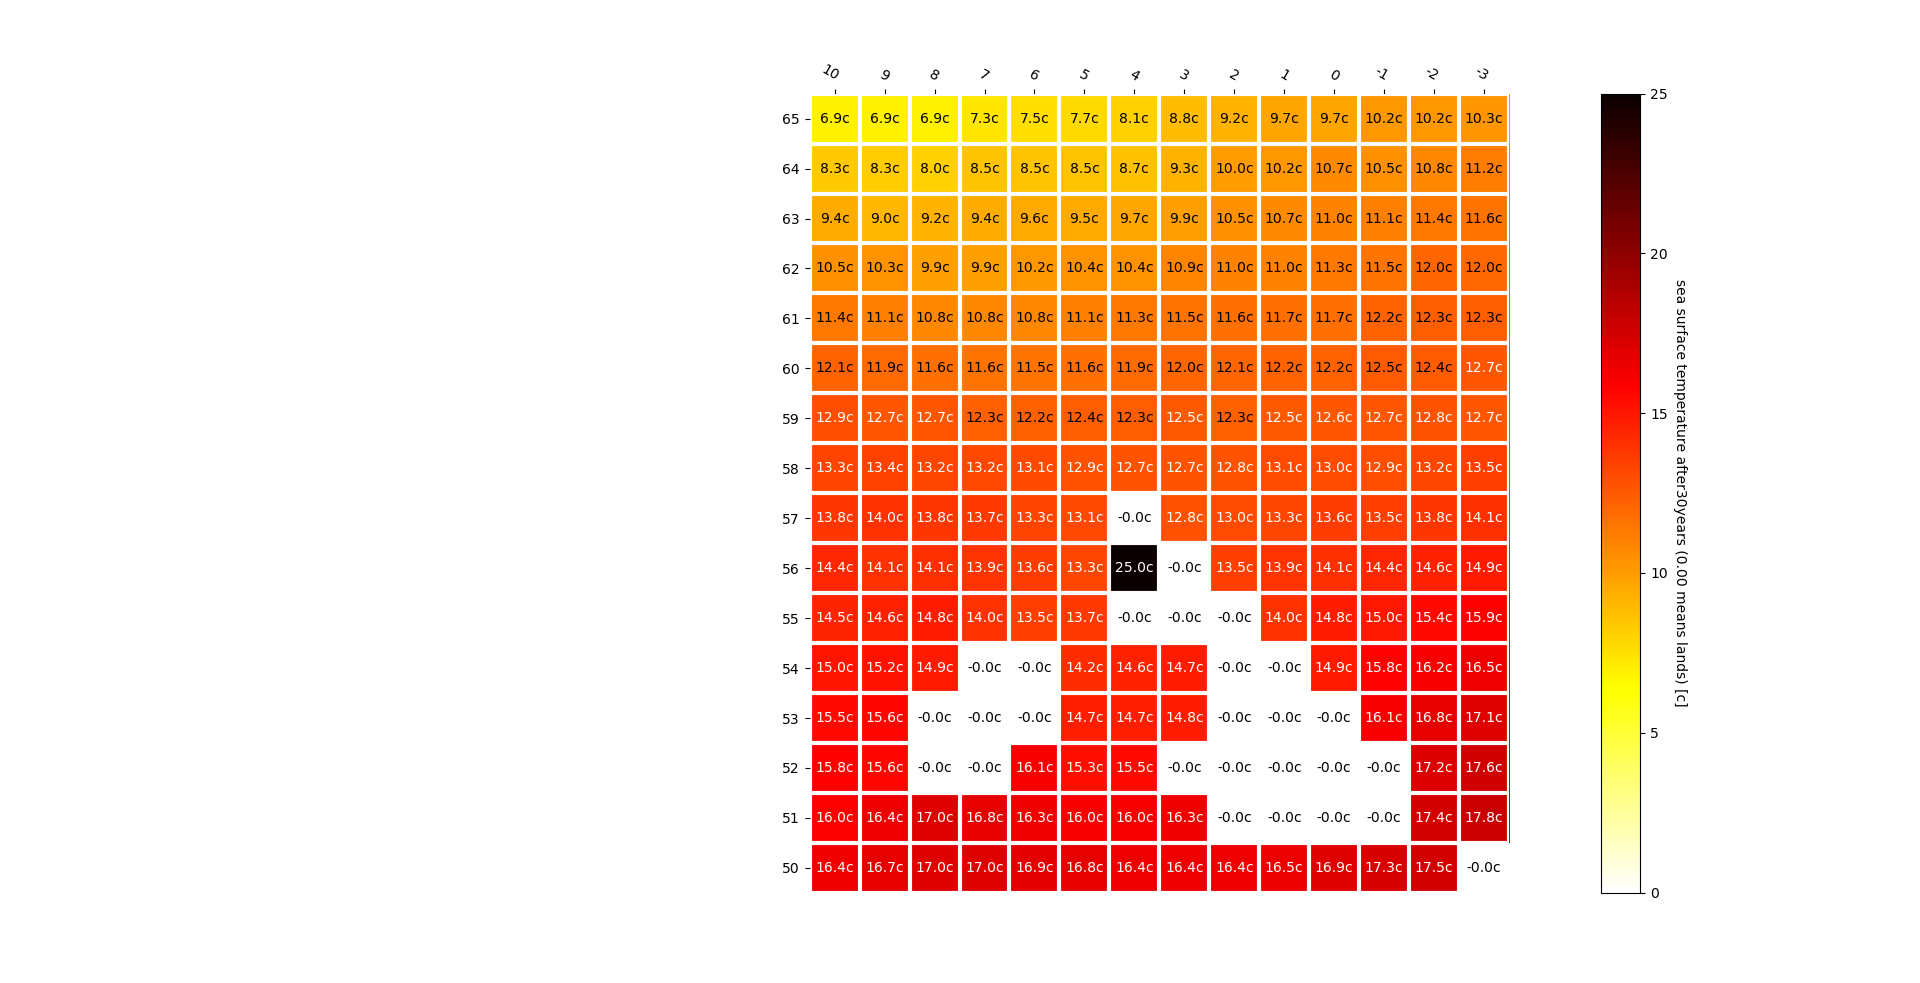 10 9 8 7 6 5 4 3 2 1 0 -1 -2 -3
65 6.9c 6.9c 6.9c 7.3c 7.5c 7.7c 8.1c 8.8c 9.2c 9.7c 9.7c 10.2c 10.2c 10.3c
64 8.3c 8.3c 8.0c 8.5c 8.5c 8.5c 8.7c 9.3c 10.0c 10.2c 10.7c 10.5c 10.8c 11.2c
63 9.4c 9.0c 9.2c 9.4c 9.6c 9.5c 9.7c 9.9c 10.5c 10.7c 11.0c 11.1c 11.4c 11.6c
62 10.5c 10.3c 9.9c 9.9c 10.2c 10.4c 10.4c 10.9c 11.0c 11.0c 11.3c 11.5c 12.0c 12.0c
61 11.4c 11.1c 10.8c 10.8c 10.8c 11.1c 11.3c 11.5c 11.6c 11.7c 11.7c 12.2c 12.3c 12.3c
60 12.1c 11.9c 11.6c 11.6c 11.5c 11.6c 11.9c 12.0c 12.1c 12.2c 12.2c 12.5c 12.4c 12.7c
59 12.9c 12.7c 12.7c 12.3c 12.2c 12.4c 12.3c 12.5c 12.3c 12.5c 12.6c 12.7c 12.8c 12.7c
58 13.3c 13.4c 13.2c 13.2c 13.1c 12.9c 12.7c 12.7c 12.8c 13.1c 13.0c 12.9c 13.2c 13.5c
57 13.8c 14.0c 13.8c 13.7c 13.3c 13.1c -0.0c 12.8c 13.0c 13.3c 13.6c 13.5c 13.8c 14.1c
56 14.4c 14.1c 14.1c 13.9c 13.6c 13.3c 25.0c -0.0c 13.5c 13.9c 14.1c 14.4c 14.6c 14.9c
55 14.5c 14.6c 14.8c 14.0c 13.5c 13.7c -0.0c -0.0c -0.0c 14.0c 14.8c 15.0c 15.4c 15.9c
54 15.0c 15.2c 14.9c -0.0c -0.0c 14.2c 14.6c 14.7c -0.0c -0.0c 14.9c 15.8c 16.2c 16.5c
53 15.5c 15.6c -0.0c -0.0c -0.0c 14.7c 14.7c 14.8c -0.0c -0.0c -0.0c 16.1c 16.8c 17.1c
52 15.8c 15.6c -0.0c -0.0c 16.1c 15.3c 15.5c -0.0c -0.0c -0.0c -0.0c -0.0c 17.2c 17.6c
51 16.0c 16.4c 17.0c 16.8c 16.3c 16.0c 16.0c 16.3c -0.0c -0.0c -0.0c -0.0c 17.4c 17.8c
50 16.4c 16.7c 17.0c 17.0c 16.9c 16.8c 16.4c 16.4c 16.4c 16.5c 16.9c 17.3c 17.5c -0.0c
25
20
15
10
5
0
sea surface temperature after30years (0.00 means lands) [c]